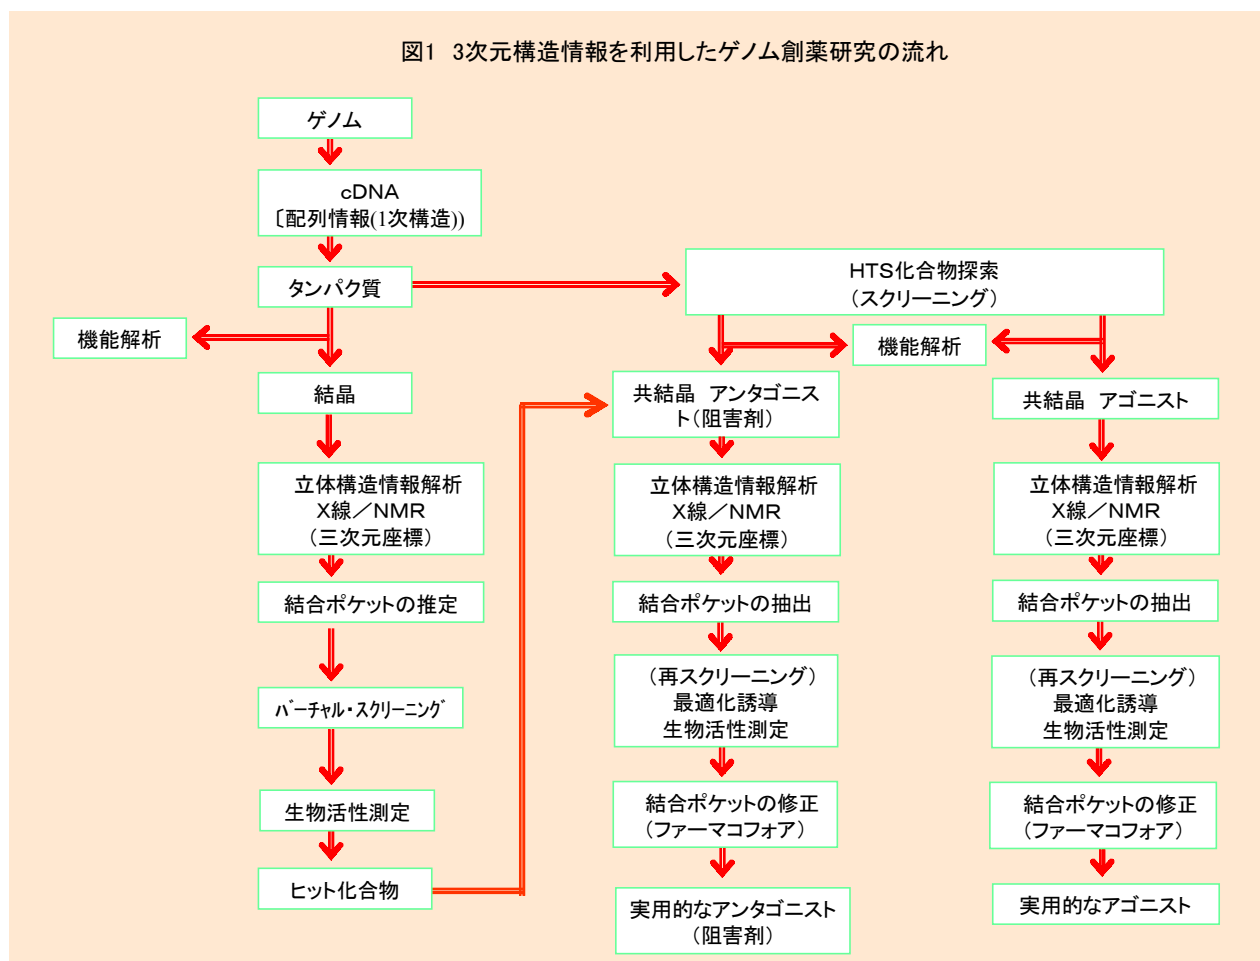 図1 3次元構造情報を利用したゲノム創薬研究の流れ
ゲノム
cDNA
〔配列情報(1次構造))
タンパク質
機能解析
結晶
立体構造情報解析
X線／NMR
（三次元座標）
結合ポケットの推定
バーチャル・スクリーニング
生物活性測定
ヒット化合物
HTS化合物探索
（スクリーニング）
機能解析
共結晶 アンタゴニス
ト（阻害剤）
立体構造情報解析
X線／NMR
（三次元座標）
結合ポケットの抽出
（再スクリーニング）
最適化誘導
生物活性測定
結合ポケットの修正
（ファーマコフォア）
実用的なアンタゴニスト
（阻害剤）
共結晶 アゴニスト
立体構造情報解析
X線／NMR
（三次元座標）
結合ポケットの抽出
（再スクリーニング）
最適化誘導
生物活性測定
結合ポケットの修正
（ファーマコフォア）
実用的なアゴニスト